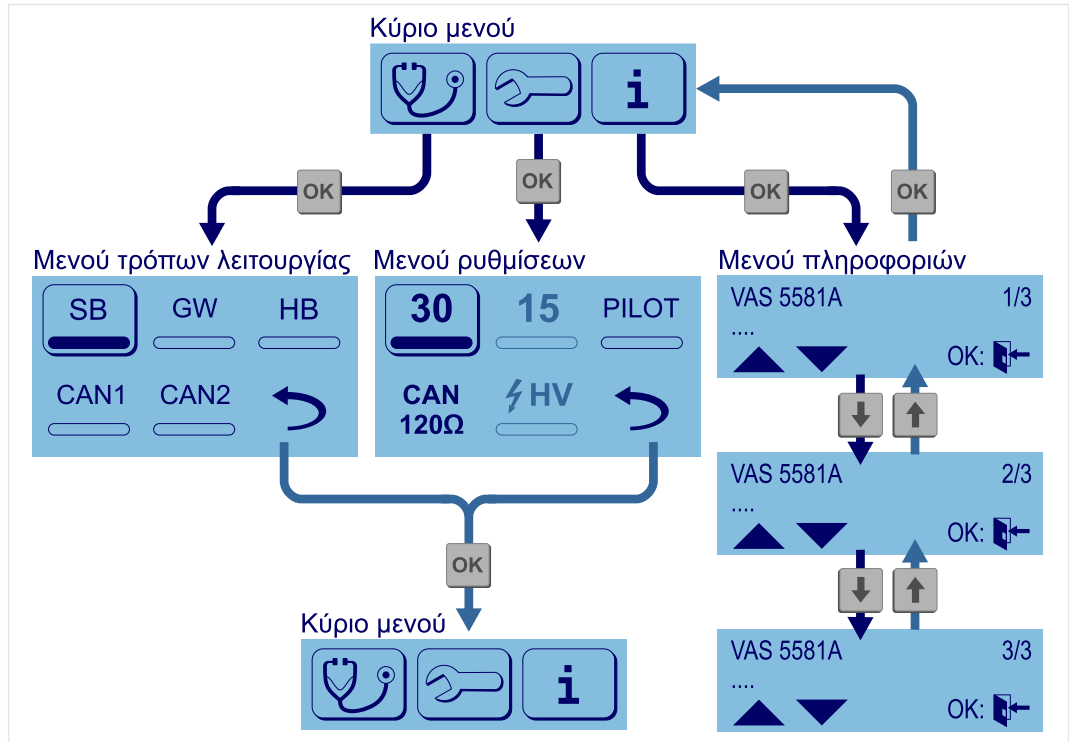 Κύριο μενού
i
OK
OK
OK
OK
Μενού τρόπων λειτουργίας
SB GW HB
CAN1 CAN2
Μενού ρυθμίσεων
30 15 PILOT
CAN HV
120Ω
Μενού πληροφοριών
VAS 5581A 1/3
....
OK:
VAS 5581A 2/3
....
OK:
VAS 5581A 3/3
....
OK:
OK
Κύριο μενού
i